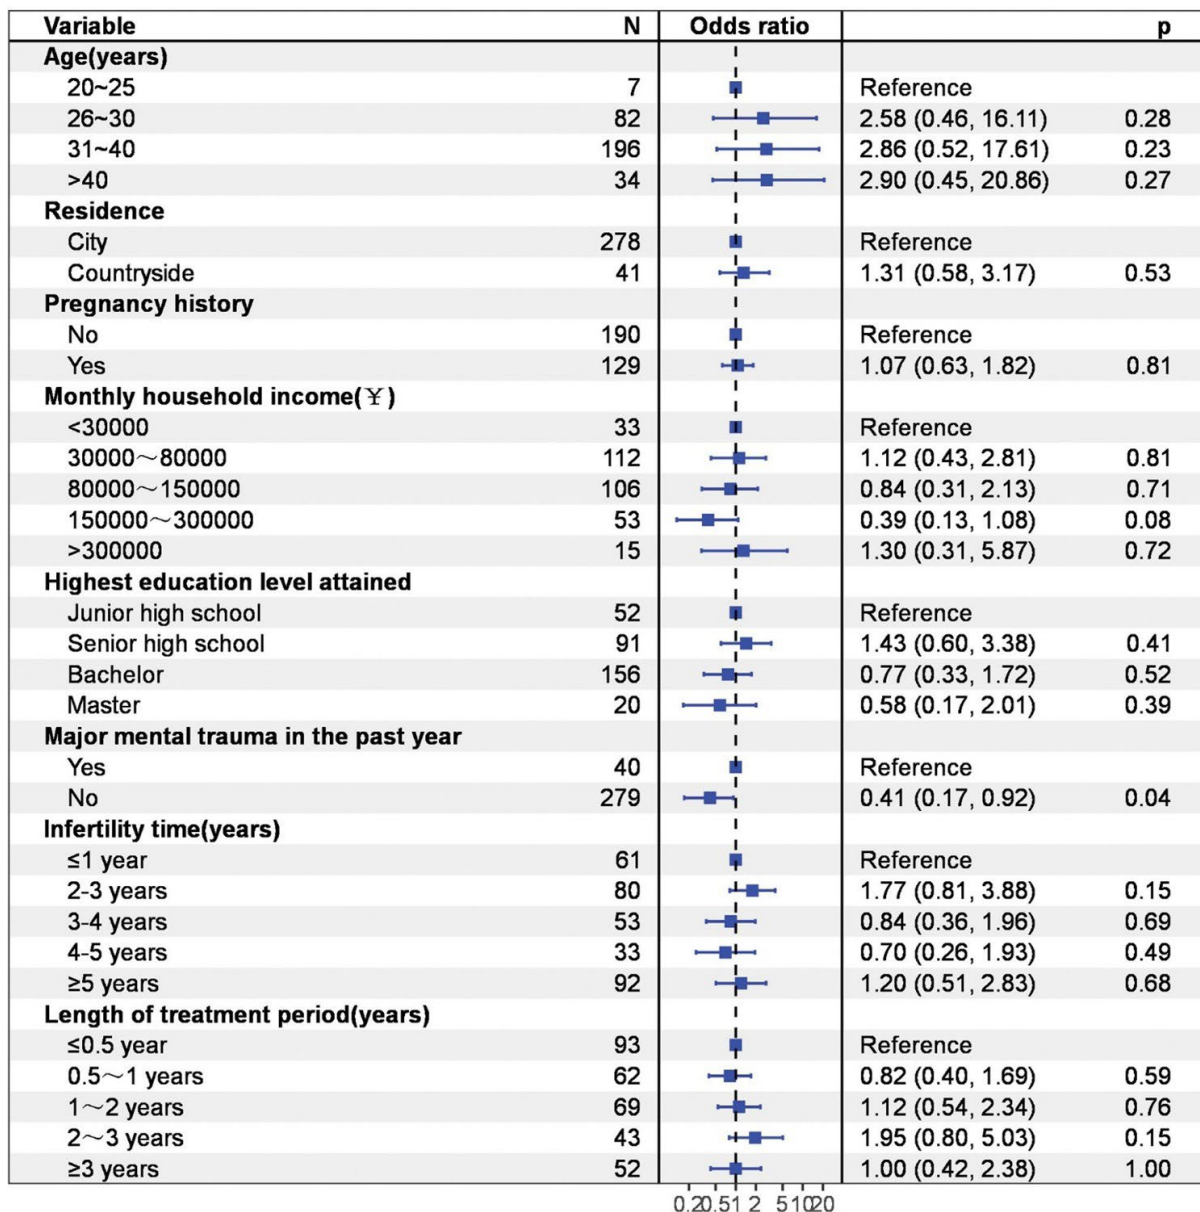 Variable N Odds ratio p
Age(years)
20~25 7 Reference
26~30 82 2.58 (0.46, 16.11) 0.28
31~40 196 2.86 (0.52, 17.61) 0.23
>40 34 2.90 (0.45, 20.86) 0.27
Residence
City 278 Reference
Countryside 41 1.31 (0.58, 3.17) 0.53
Pregnancy history
No 190 Reference
Yes 129 1.07 (0.63, 1.82) 0.81
Monthly household income(¥)
<30000 33 Reference
30000～80000 112 1.12 (0.43, 2.81) 0.81
80000～150000 106 0.84 (0.31, 2.13) 0.71
150000～300000 53 0.39 (0.13, 1.08) 0.08
>300000 15 1.30 (0.31, 5.87) 0.72
Highest education level attained
Junior high school 52 Reference
Senior high school 91 1.43 (0.60, 3.38) 0.41
Bachelor 156 0.77 (0.33, 1.72) 0.52
Master 20 0.58 (0.17, 2.01) 0.39
Major mental trauma in the past year
Yes 40 Reference
No 279 0.41 (0.17, 0.92) 0.04
Infertility time(years)
≤1 year 61 Reference
2-3 years 80 1.77 (0.81, 3.88) 0.15
3-4 years 53 0.84 (0.36, 1.96) 0.69
4-5 years 33 0.70 (0.26, 1.93) 0.49
≥5 years 92 1.20 (0.51, 2.83) 0.68
Length of treatment period(years)
≤0.5 year 93 Reference
0.5～1 years 62 0.82 (0.40, 1.69) 0.59
1～2 years 69 1.12 (0.54, 2.34) 0.76
2～3 years 43 1.95 (0.80, 5.03) 0.15
≥3 years 52 1.00 (0.42, 2.38) 1.00
0.2 0.5 1 2 5 10 20